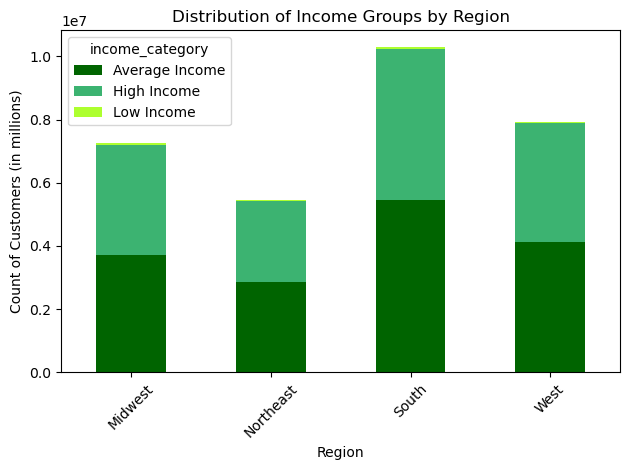 Distribution of Income Groups by Region
1e7
income_category
Average Income
High Income
Low Income
Count of Customers (in millions)
1.0
0.8
0.6
0.4
0.2
0.0
Midwest
Northeast
South
West
Region